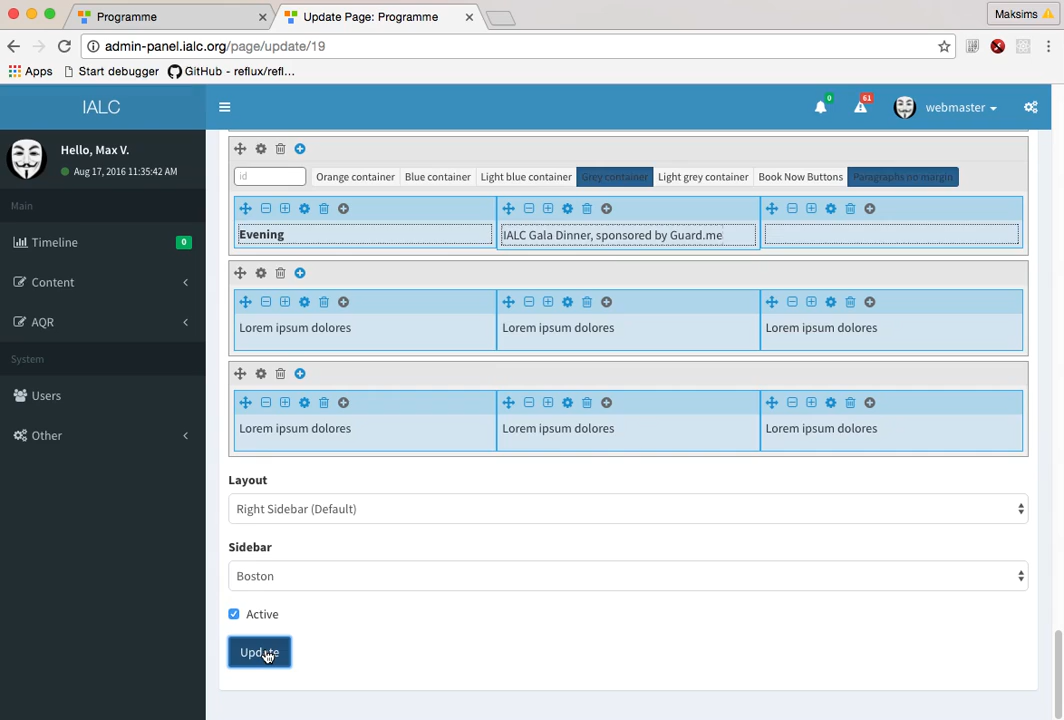 Programme
Update Page: Programme
Maksims
admin-panel.ialc.org/page/update/19
Apps
Start debugger
GitHub - reflux/refl...
IALC
0
61
webmaster
Hello, Max V.
Aug 17, 2016 11:35:42 AM
Main
Timeline
0
Content
AQR
System
Users
Other
id
Orange container
Blue container
Light blue container
Grey container
Light grey container
Book Now Buttons
Paragraphs no margin
Evening
IALC Gala Dinner, sponsored by Guard.me
Lorem ipsum dolores
Lorem ipsum dolores
Lorem ipsum dolores
Lorem ipsum dolores
Lorem ipsum dolores
Lorem ipsum dolores
Layout
Right Sidebar (Default)
Sidebar
Boston
Active
Update